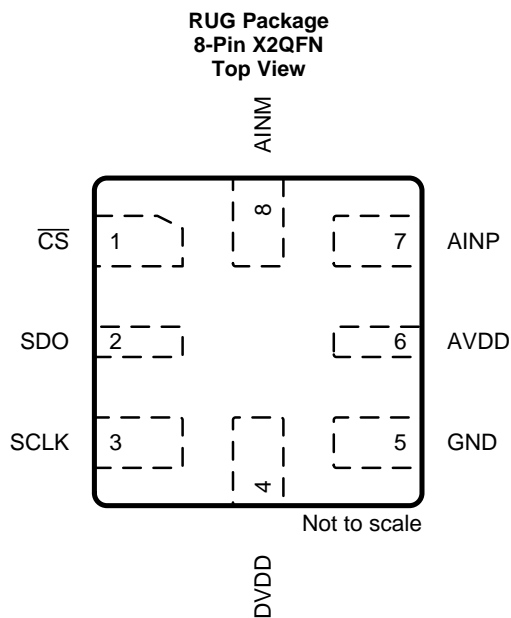 RUG Package
8-Pin X2QFN
Top View
AINM
8
CS 1 7 AINP
SDO 2 6 AVDD
SCLK 3 5 GND
4
Not to scale
DVDD